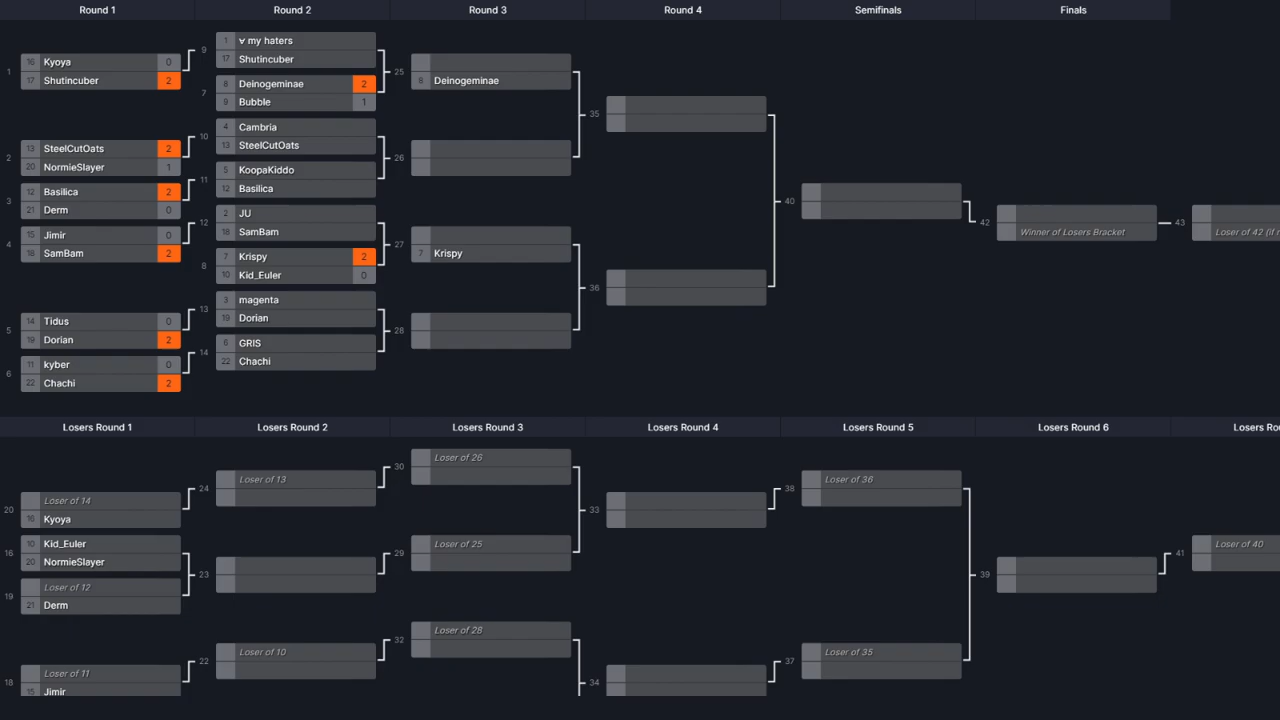 Round 1 Round 2 Round 3 Round 4 Semifinals Finals
1
16 Kyoya 0
17 Shutincuber 2
2
13 SteelCutOats 2
20 NormieSlayer 1
3
12 Basilica 2
21 Derm 0
4
15 Jimir 0
18 SamBam 2
5
14 Tidus 0
19 Dorian 2
6
11 kyber 0
22 Chachi 2
9
1 ∀ my haters
17 Shutincuber
7
8 Deinogeminae 2
9 Bubble 1
10
4 Cambria
13 SteelCutOats
11
5 KoopaKiddo
12 Basilica
12
2 JU
18 SamBam
8
7 Krispy 2
10 Kid_Euler 0
13
3 magenta
19 Dorian
14
6 GRIS
22 Chachi
25
8 Deinogeminae
26
27
7 Krispy
28
35
36
40
42
Winner of Losers Bracket
43
Loser of 42 (if n
Losers Round 1 Losers Round 2 Losers Round 3 Losers Round 4 Losers Round 5 Losers Round 6 Losers Ro
20
Loser of 14
16 Kyoya
16
10 Kid_Euler
20 NormieSlayer
19
Loser of 12
21 Derm
18
Loser of 11
15 Jimir
24
Loser of 13
23
22
Loser of 10
30
Loser of 26
29
Loser of 25
32
Loser of 28
33
34
38
Loser of 36
37
Loser of 35
39
41
Loser of 40